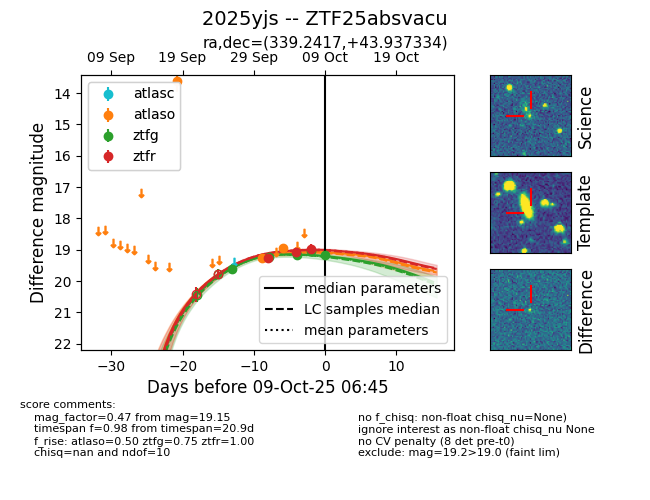 2025yjs -- ZTF25absvacu
ra,dec=(339.2417,+43.937334)
09 Sep 19 Sep 29 Sep 09 Oct 19 Oct
atlasc
atlaso
ztfg
ztfr
14
15
16
17
18
19
20
21
22
Difference magnitude
median parameters
LC samples median
mean parameters
−30 −20 −10 0 10
Days before 09-Oct-25 06:45
Science
Template
Difference
score comments:
mag_factor=0.47 from mag=19.15
timespan f=0.98 from timespan=20.9d
f_rise: atlaso=0.50 ztfg=0.75 ztfr=1.00
chisq=nan and ndof=10
no f_chisq: non-float chisq_nu=None)
ignore interest as non-float chisq_nu None
no CV penalty (8 det pre-t0)
exclude: mag=19.2>19.0 (faint lim)